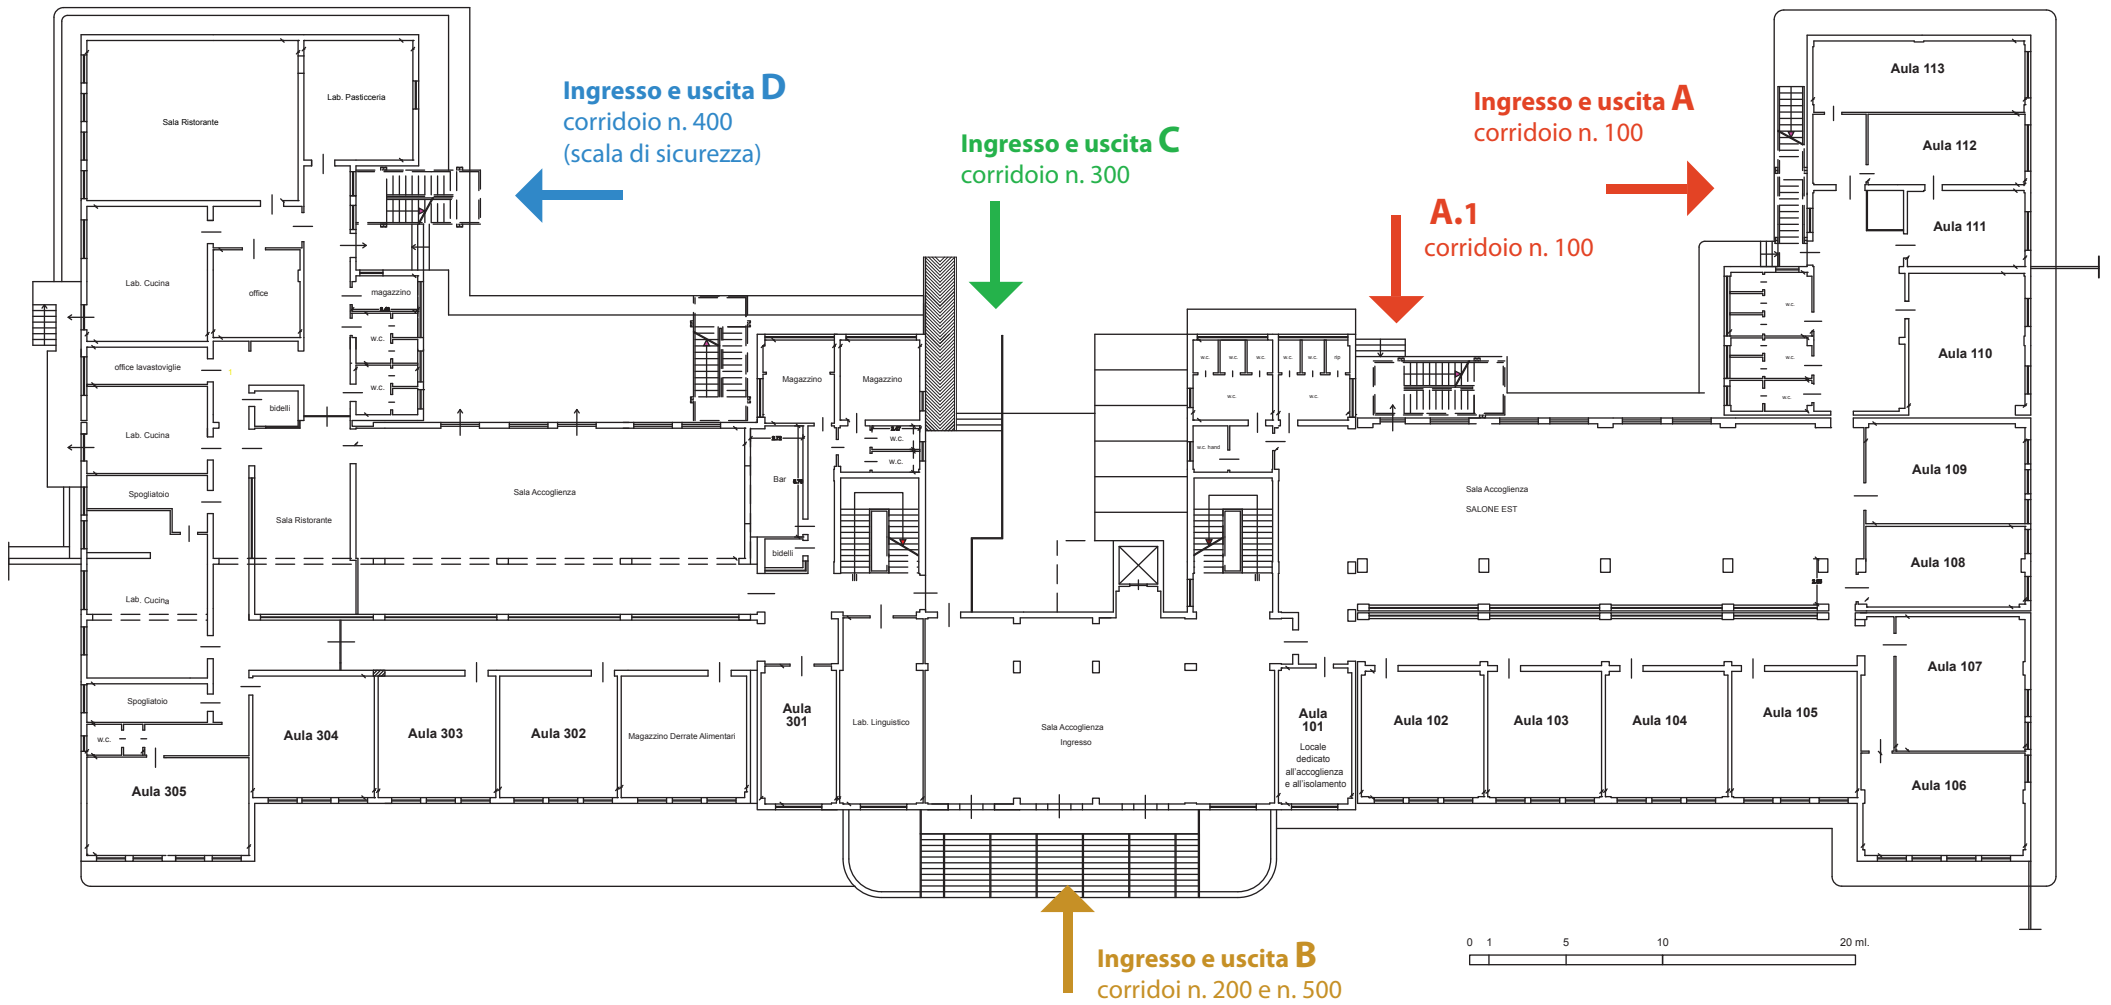 Ingresso e uscita D
corridoio n. 400
(scala di sicurezza)
Ingresso e uscita C
corridoio n. 300
Ingresso e uscita A
corridoio n. 100
A.1
corridoio n. 100
Sala Ristorante
Lab. Pasticceria
Lab. Cucina
office
magazzino
w.c.
w.c.
office lavastoviglie
1
bidelli
Lab. Cucina
Spogliatoio
Sala Ristorante
Sala Accoglienza
Lab. Cucina
Spogliatoio
w.c.
Magazzino
Magazzino
w.c.
w.c.
Bar
bidelli
w.c.
w.c.
w.c.
w.c.
w.c.
rip
w.c.
w.c.
w.c. hand
Sala Accoglienza
SALONE EST
w.c.
w.c.
w.c.
Aula 113
Aula 112
Aula 111
Aula 110
Aula 109
Aula 108
Aula 107
Aula 106
Aula 305
Aula 304
Aula 303
Aula 302
Magazzino Derrate Alimentari
Aula
301
Lab. Linguistico
Sala Accoglienza
Ingresso
Aula
101
Locale
dedicato
all'accoglienza
e all'isolamento
Aula 102
Aula 103
Aula 104
Aula 105
Ingresso e uscita B
corridoi n. 200 e n. 500
0 1 5 10 20 ml.